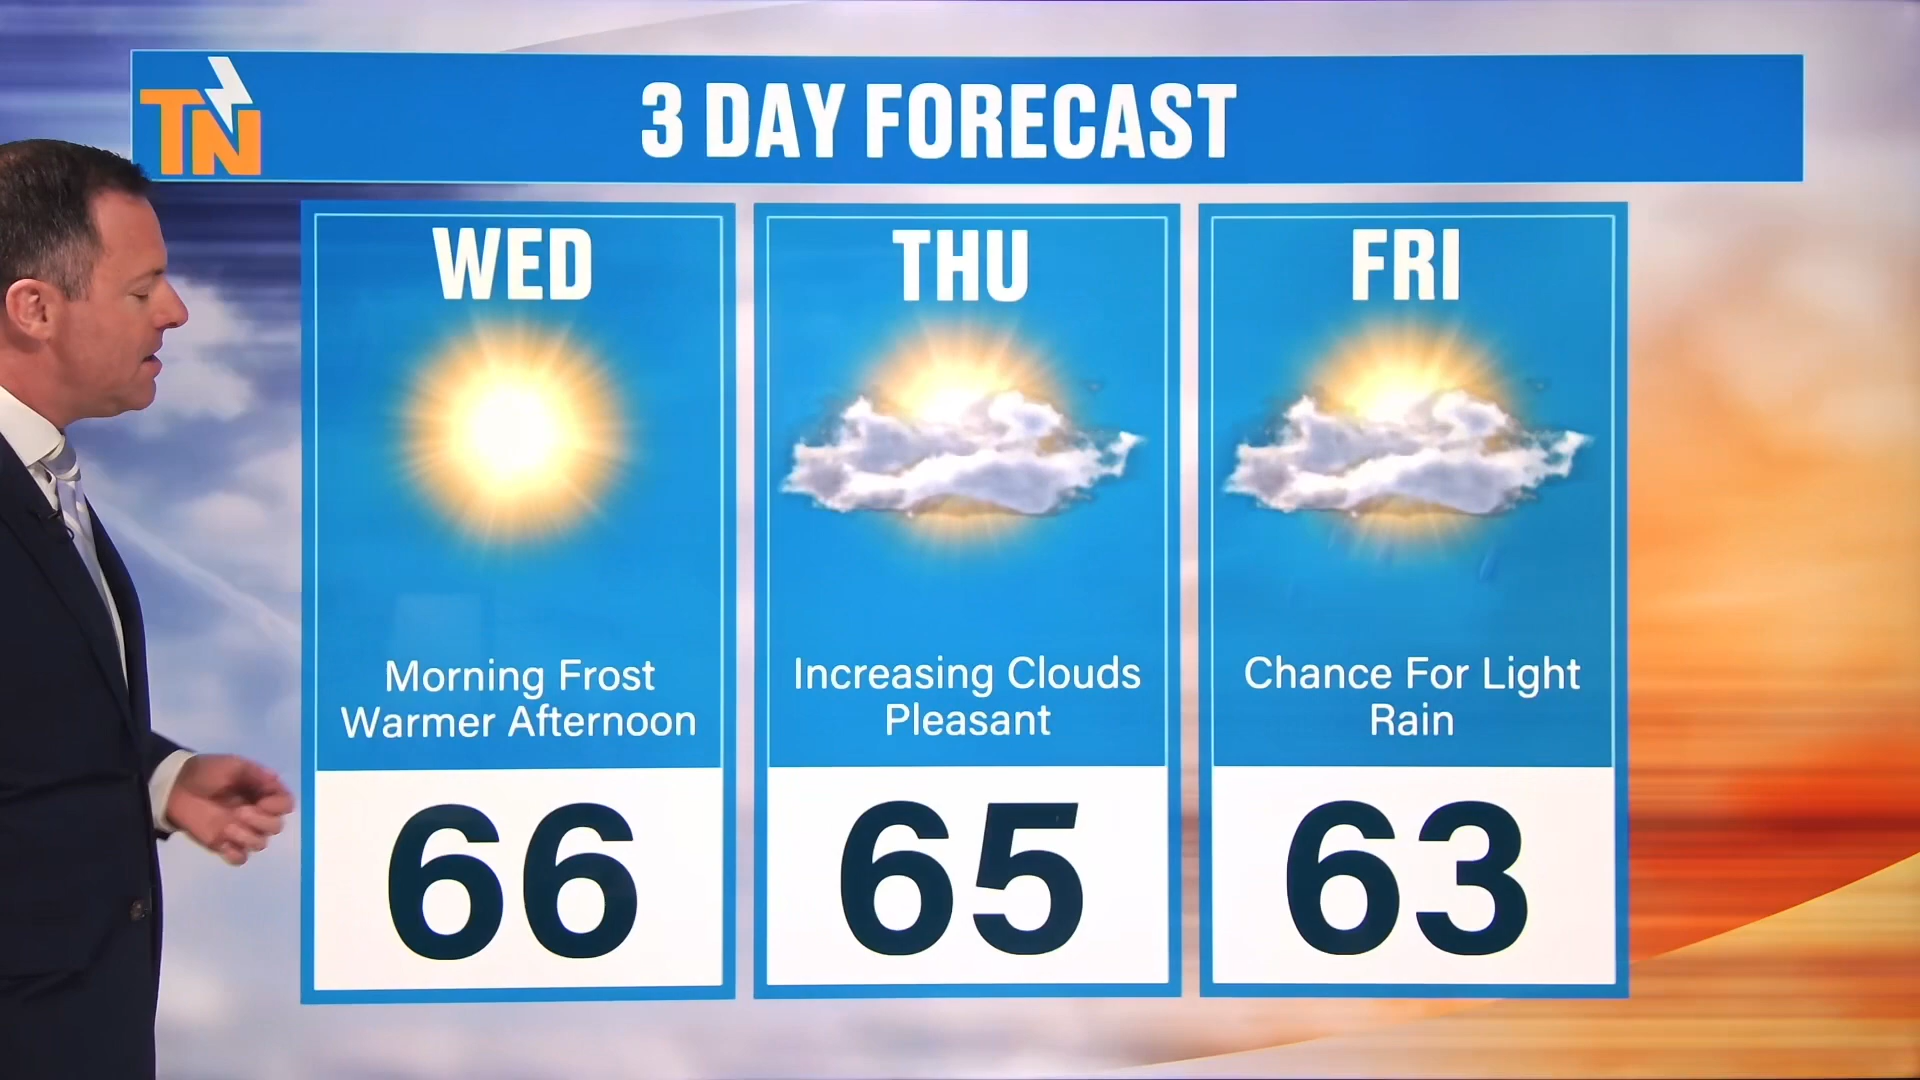 TN
3 DAY FORECAST
WED
Morning Frost
Warmer Afternoon
66
THU
Increasing Clouds
Pleasant
65
FRI
Chance For Light
Rain
63